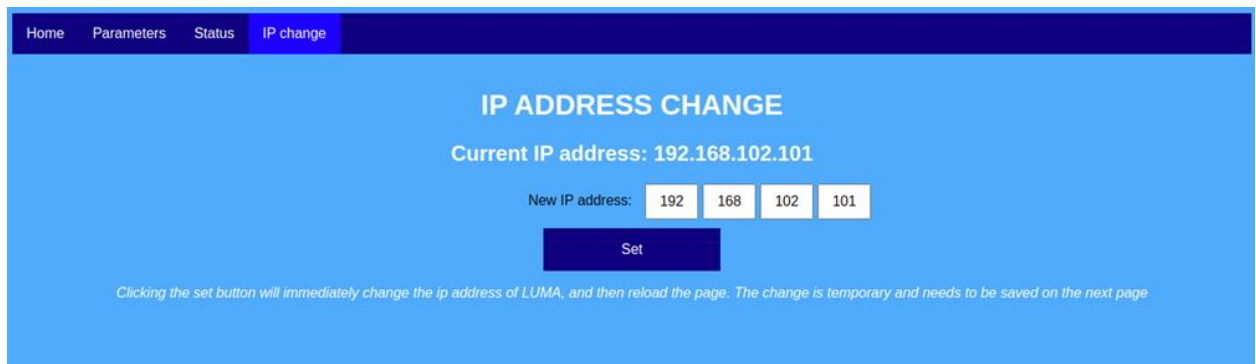 Home Parameters Status IP change
IP ADDRESS CHANGE
Current IP address: 192.168.102.101
New IP address: 192 168 102 101
Set
Clicking the set button will immediately change the ip address of LUMA, and then reload the page. The change is temporary and needs to be saved on the next page